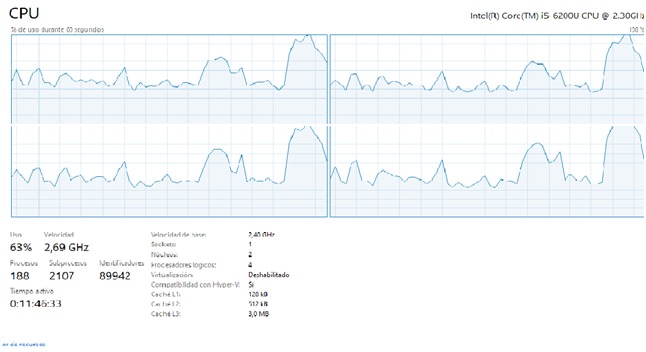 CPU
Intel(R) Core(TM) i5-6200U CPU @ 2.30GHz
% de uso durante 60 segundos
100 %
Uso
Velocidad
63%
2,69 GHz
Procesos
Subprocesos
Identificadores
188
2107
89942
Tiempo activo
0:11:46:33
Velocidad de base: 2,40 GHz
Sockets: 1
Núcleos: 2
Procesadores lógicos: 4
Virtualización: Deshabilitado
Compatibilidad con Hyper-V: Sí
Caché L1: 128 kB
Caché L2: 512 kB
Caché L3: 3,0 MB